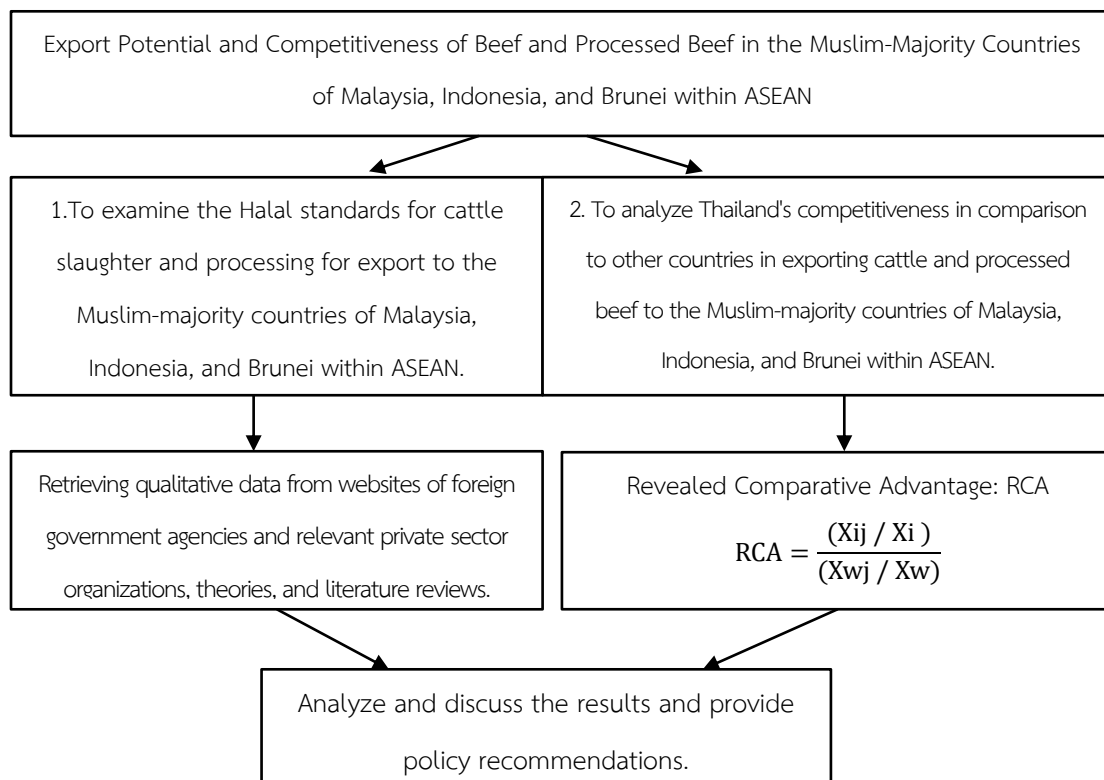 Export Potential and Competitiveness of Beef and Processed Beef in the Muslim-Majority Countries
of Malaysia, Indonesia, and Brunei within ASEAN
1.To examine the Halal standards for cattle
slaughter and processing for export to the
Muslim-majority countries of Malaysia,
Indonesia, and Brunei within ASEAN.
2. To analyze Thailand's competitiveness in comparison
to other countries in exporting cattle and processed
beef to the Muslim-majority countries of Malaysia,
Indonesia, and Brunei within ASEAN.
Retrieving qualitative data from websites of foreign
government agencies and relevant private sector
organizations, theories, and literature reviews.
Revealed Comparative Advantage: RCA
RCA = (Xij / Xi ) / (Xwj / Xw)
Analyze and discuss the results and provide
policy recommendations.